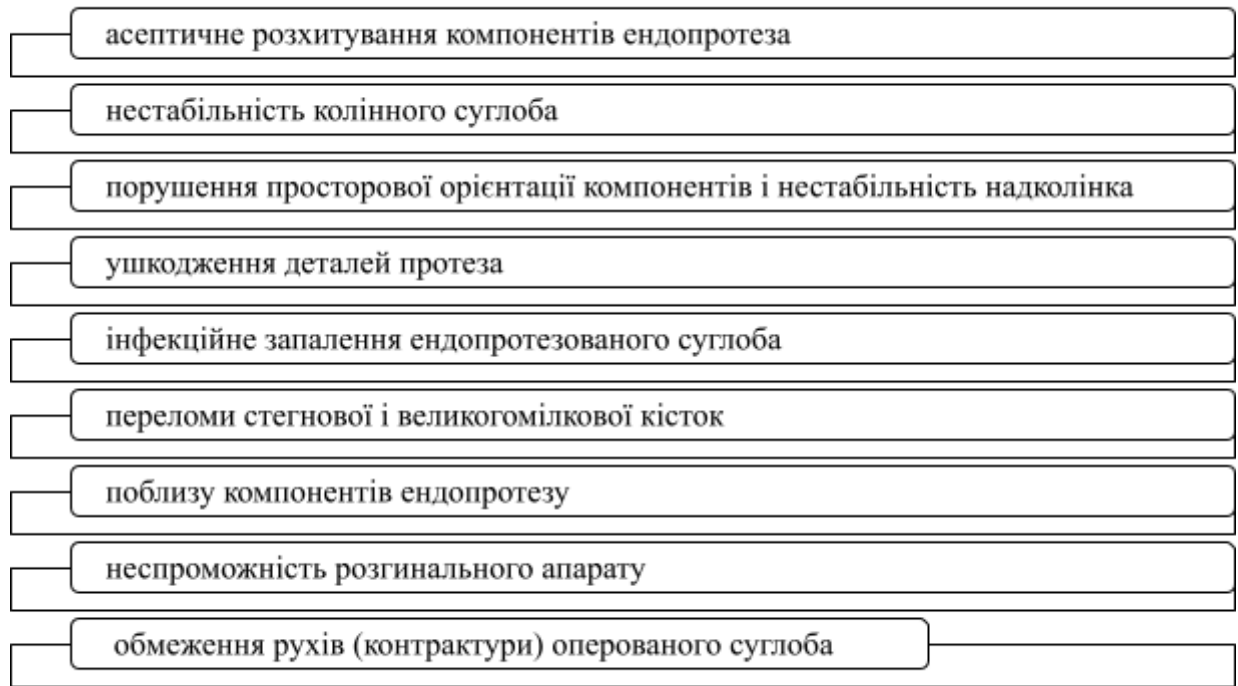 асептичне розхитування компонентів ендопротеза
нестабільність колінного суглоба
порушення просторової орієнтації компонентів і нестабільність надколінка
ушкодження деталей протеза
інфекційне запалення ендопротезованого суглоба
переломи стегнової і великогомілкової кісток
поблизу компонентів ендопротезу
неспроможність розгинального апарату
обмеження рухів (контрактури) оперованого суглоба